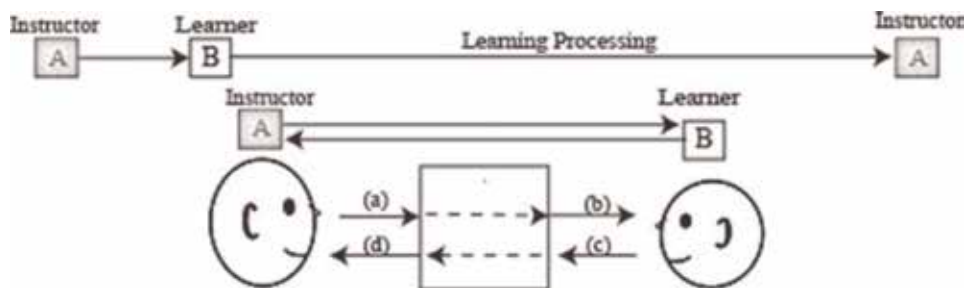 Instructor Learner Instructor
A B Learning Processing A
Instructor Learner
A B
(a) (b)
(d) (c)